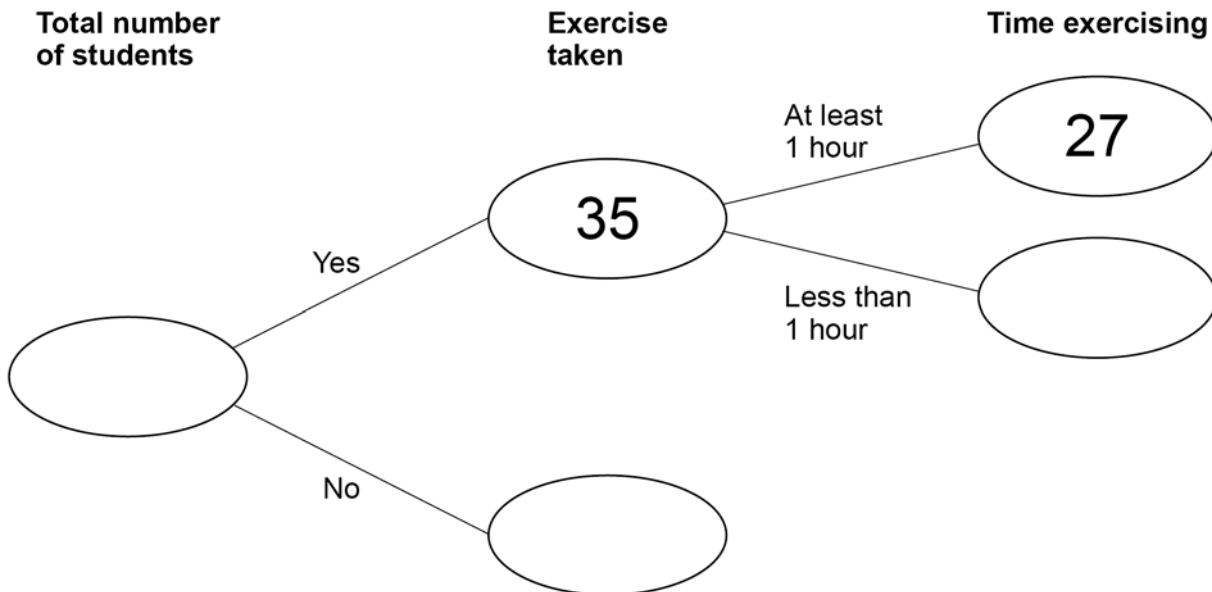 Total number
of students
Exercise
taken
Time exercising
At least
1 hour
27
35
Yes
Less than
1 hour
No